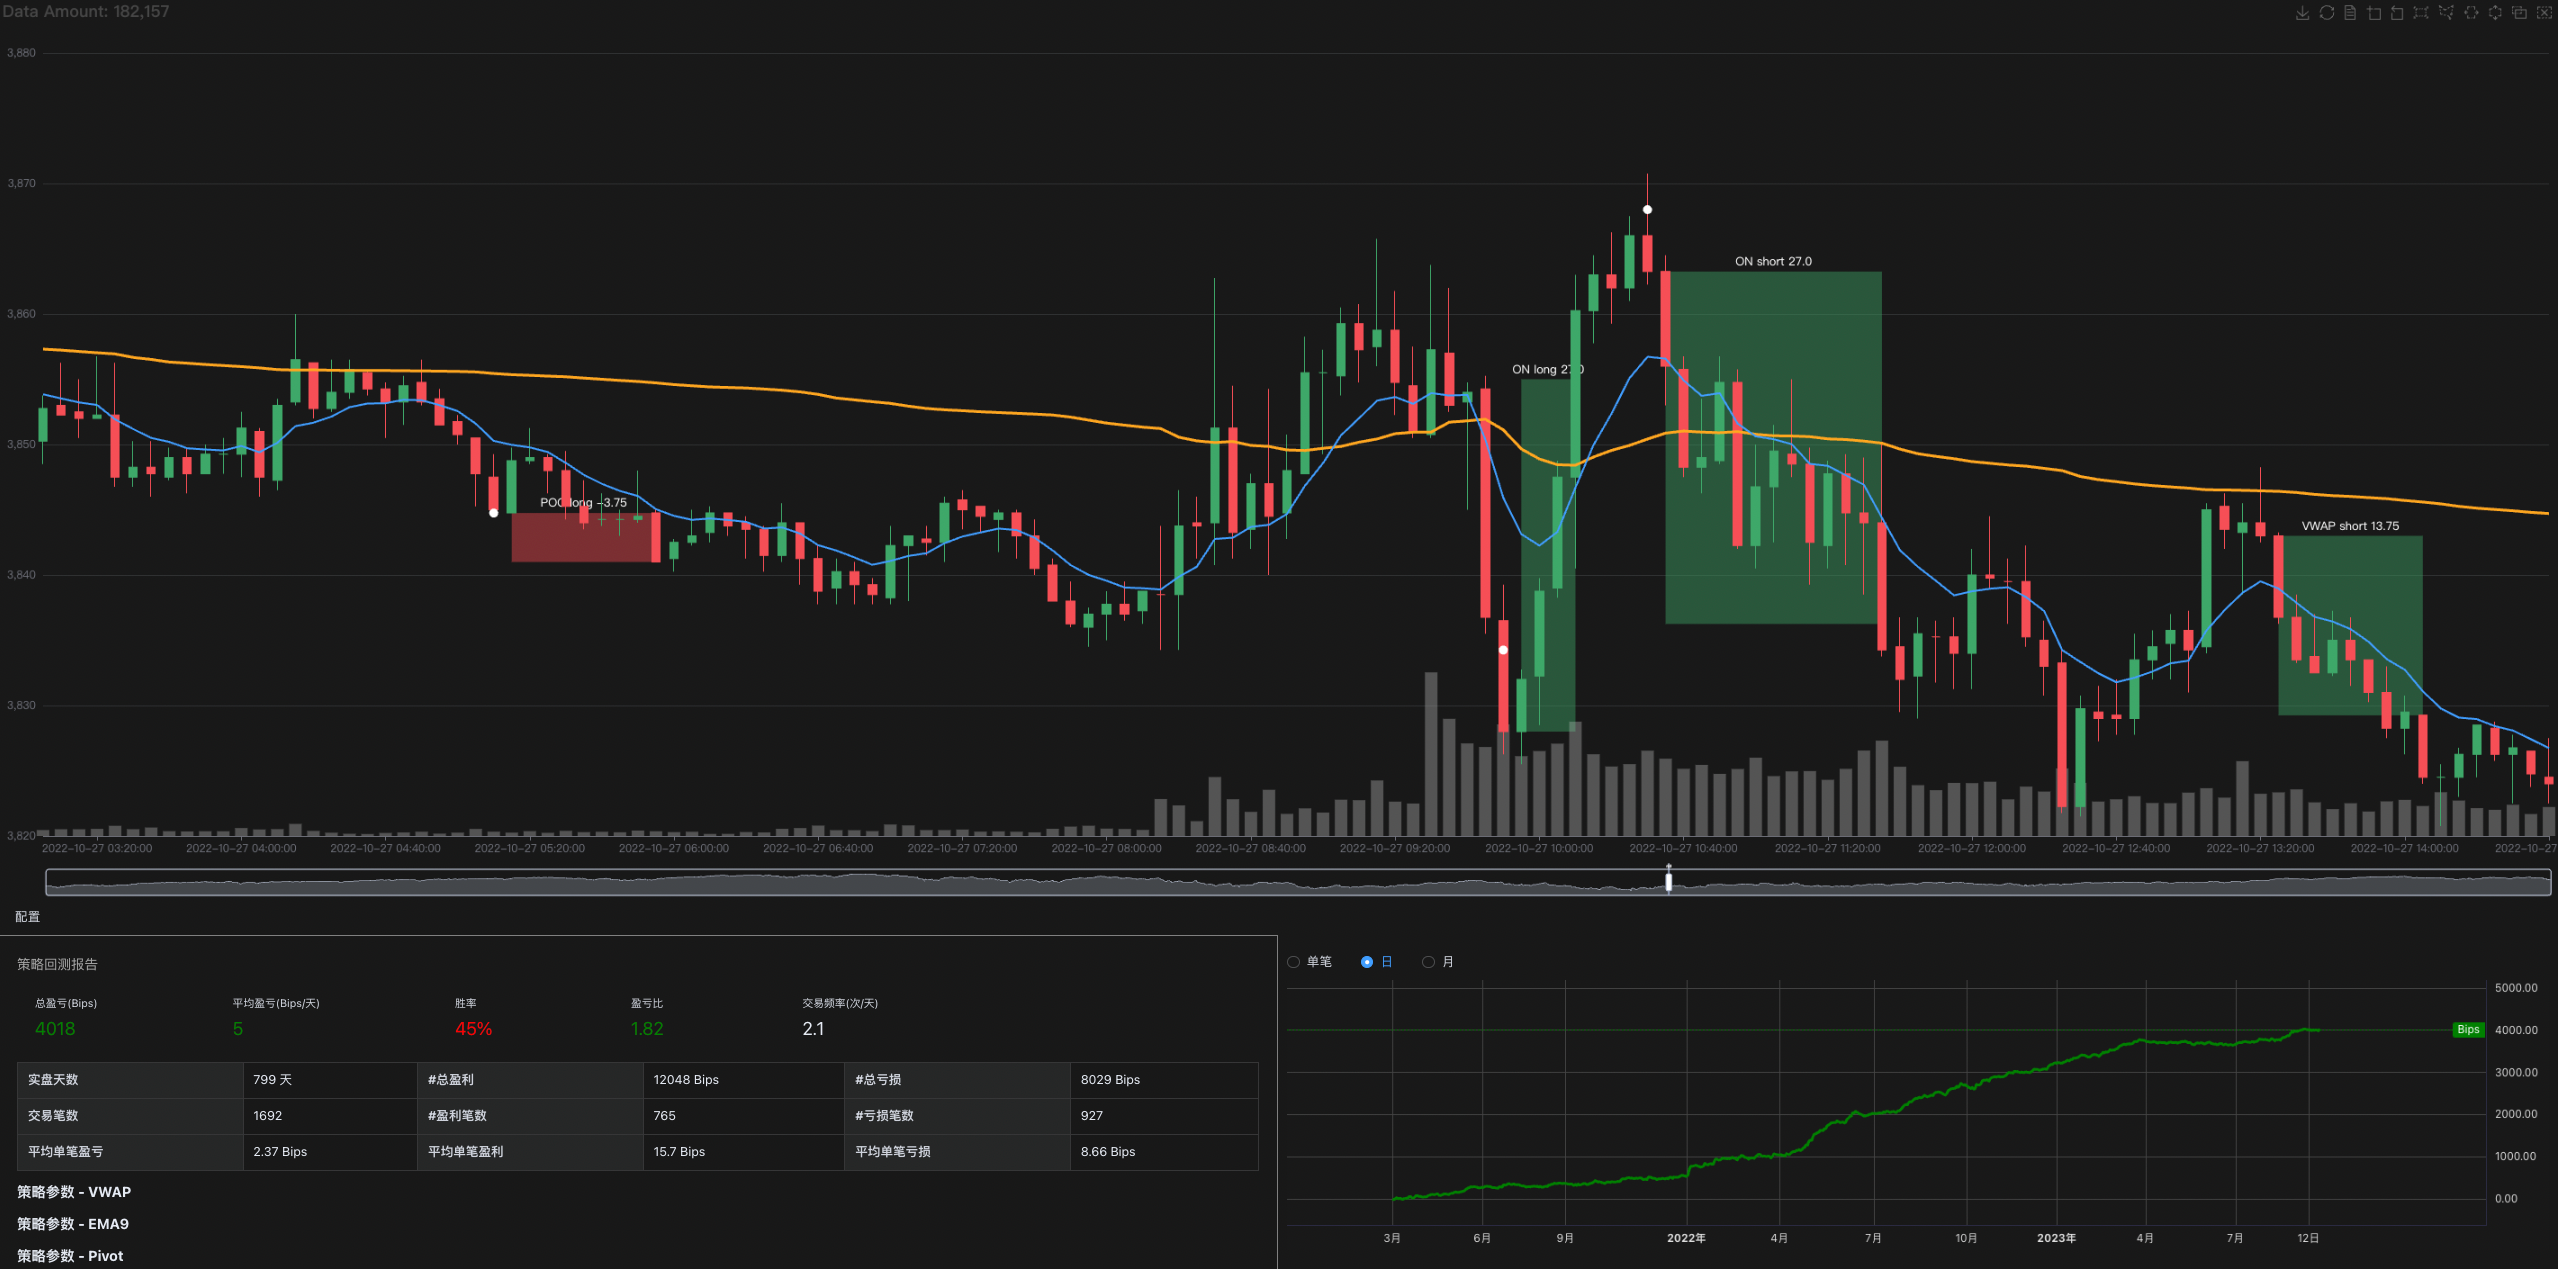 Data Amount: 182,157
3,880
3,870
3,860
3,850
3,840
3,830
3,820
POC long -3.75
ON long 27.0
ON short 27.0
VWAP short 13.75
2022-10-27 03:20:00 2022-10-27 04:00:00 2022-10-27 04:40:00 2022-10-27 05:20:00 2022-10-27 06:00:00 2022-10-27 06:40:00 2022-10-27 07:20:00 2022-10-27 08:00:00 2022-10-27 08:40:00 2022-10-27 09:20:00 2022-10-27 10:00:00 2022-10-27 10:40:00 2022-10-27 11:20:00 2022-10-27 12:00:00 2022-10-27 12:40:00 2022-10-27 13:20:00 2022-10-27 14:00:00 2022-10-27
配置
策略回测报告
总盈亏(Bips) 平均盈亏(Bips/天) 胜率 盈亏比 交易频率(次/天)
4018 5 45% 1.82 2.1
实盘天数 799 天 #总盈利 12048 Bips #总亏损 8029 Bips
交易笔数 1692 #盈利笔数 765 #亏损笔数 927
平均单笔盈亏 2.37 Bips 平均单笔盈利 15.7 Bips 平均单笔亏损 8.66 Bips
策略参数 - VWAP
策略参数 - EMA9
策略参数 - Pivot
单笔 日 月
5000.00
Bips 4000.00
3000.00
2000.00
1000.00
0.00
3月 6月 9月 2022年 4月 7月 10月 2023年 4月 7月 12日